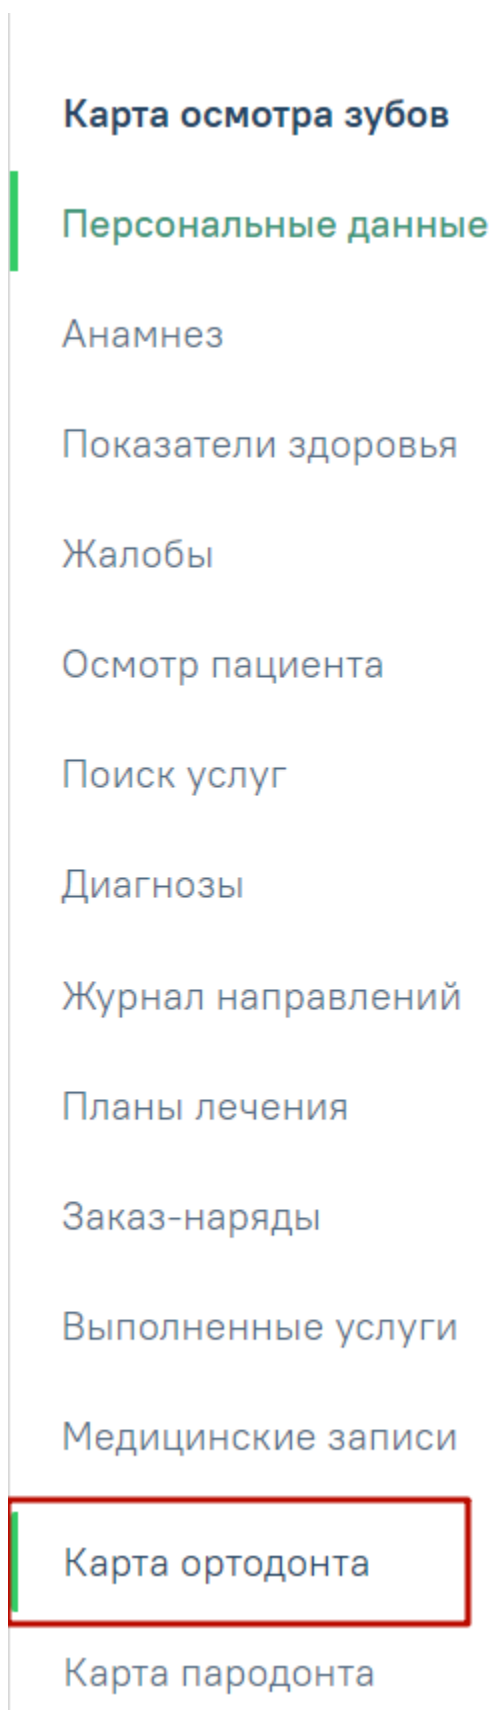 Карта осмотра зубов
Персональные данные
Анамнез
Показатели здоровья
Жалобы
Осмотр пациента
Поиск услуг
Диагнозы
Журнал направлений
Планы лечения
Заказ-наряды
Выполненные услуги
Медицинские записи
Карта ортодонта
Карта пародонта